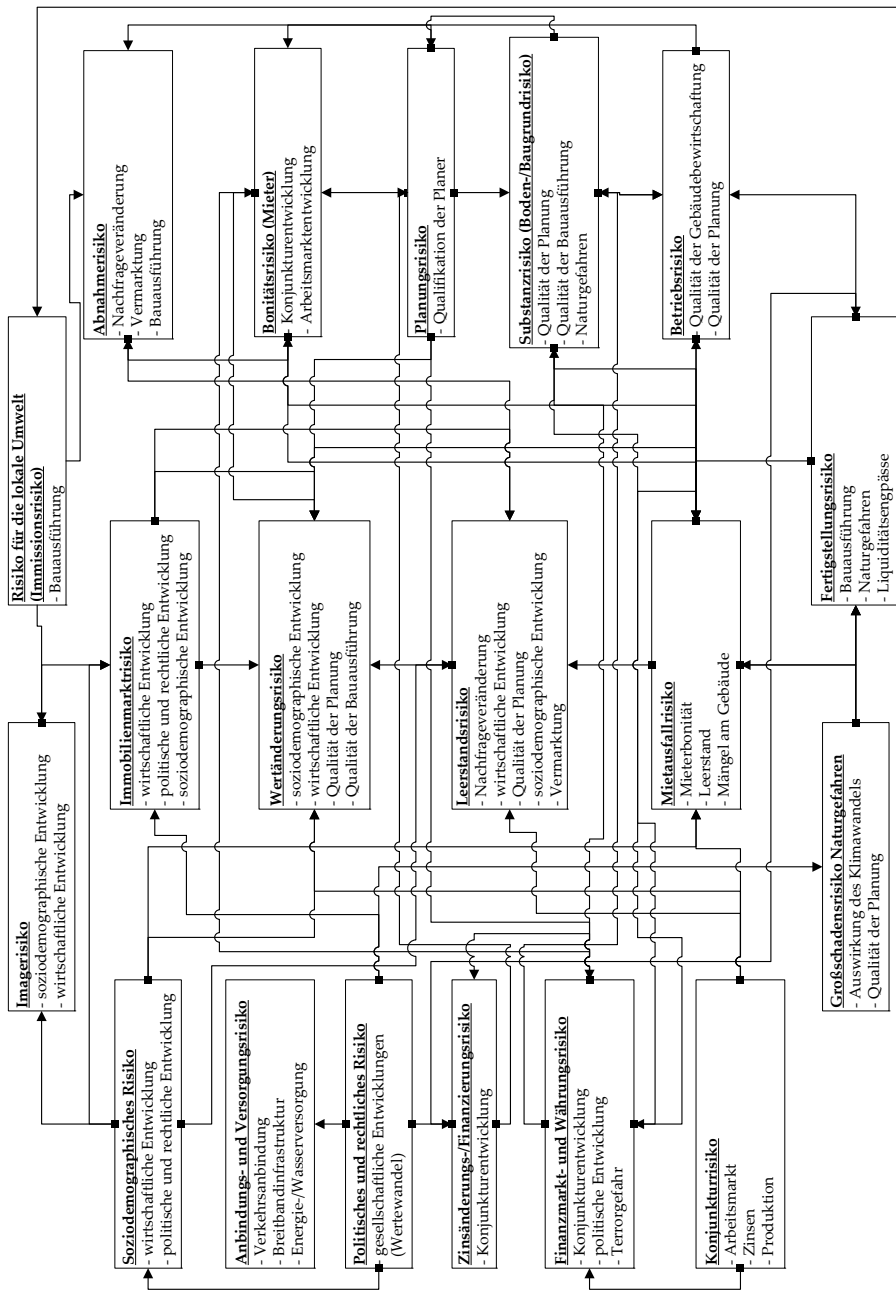 Imagerisiko
- soziodemographische Entwicklung
- wirtschaftliche Entwicklung
Risiko für die lokale Umwelt
(Immissionsrisiko)
- Bauausführung
Soziodemographisches Risiko
- wirtschaftliche Entwicklung
- politische und rechtliche Entwicklung
Immobilienmarktrisiko
- wirtschaftliche Entwicklung
- politische und rechtliche Entwicklung
- soziodemographische Entwicklung
Abnahmerisiko
- Nachfrageveränderung
- Vermarktung
- Bauausführung
Anbindungs- und Versorgungsrisiko
- Verkehrsanbindung
- Breitbandinfrastruktur
- Energie-/Wasserversorgung
Wertänderungsrisiko
- soziodemographische Entwicklung
- wirtschaftliche Entwicklung
- Qualität der Planung
- Qualität der Bauausführung
Bonitätsrisiko (Mieter)
- Konjunkturentwicklung
- Arbeitsmarktentwicklung
Politisches und rechtliches Risiko
- gesellschaftliche Entwicklungen
(Wertewandel)
Planungsrisiko
- Qualifikation der Planer
Zinsänderungs-/Finanzierungsrisiko
- Konjunkturentwicklung
Leerstandsrisiko
- Nachfrageveränderung
- wirtschaftliche Entwicklung
- Qualität der Planung
- soziodemographische Entwicklung
- Vermarktung
Substanzrisiko (Boden-/Baugrundrisiko)
- Qualität der Planung
- Qualität der Bauausführung
- Naturgefahren
Finanzmarkt- und Währungsrisiko
- Konjunkturentwicklung
- politische Entwicklung
- Terrorgefahr
Mietausfallrisiko
- Mieterbonität
- Leerstand
- Mängel am Gebäude
Betriebsrisiko
- Qualität der Gebäudebewirtschaftung
- Qualität der Planung
Konjunkturrisiko
- Arbeitsmarkt
- Zinsen
- Produktion
Großschadensrisiko Naturgefahren
- Auswirkung des Klimawandels
- Qualität der Planung
Fertigstellungsrisiko
- Bauausführung
- Naturgefahren
- Liquiditätsengpässe